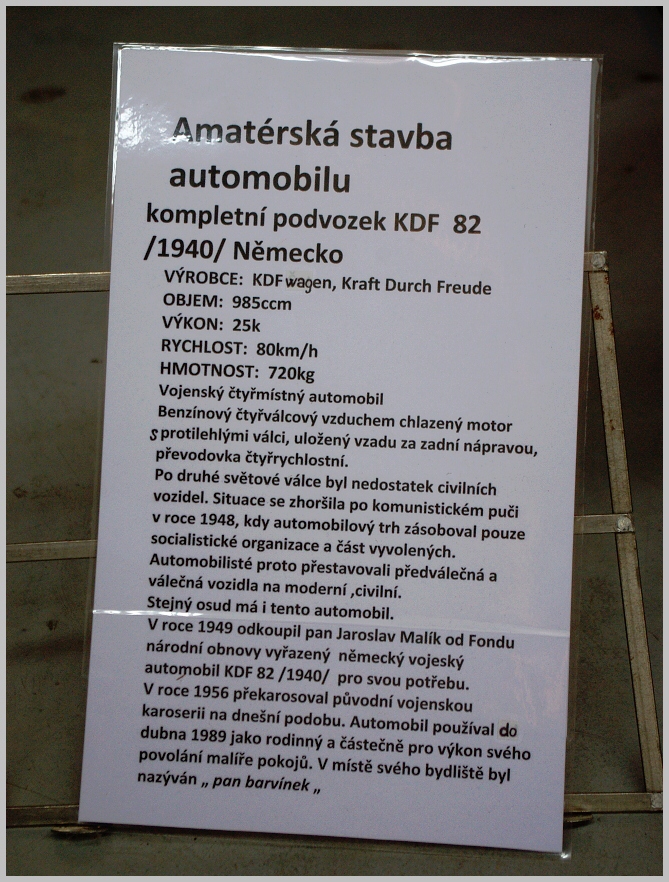 Amatérská stavba
automobilu
kompletní podvozek KDF 82
/1940/ Německo
VÝROBCE: KDFwagen, Kraft Durch Freude
OBJEM: 985ccm
VÝKON: 25k
RYCHLOST: 80km/h
HMOTNOST: 720kg
Vojenský čtyřmístný automobil
Benzínový čtyřválcový vzduchem chlazený motor
s protilehlými válci, uložený vzadu za zadní nápravou,
převodovka čtyřrychlostní.
Po druhé světové válce byl nedostatek civilních
vozidel. Situace se zhoršila po komunistickém puči
v roce 1948, kdy automobilový trh zásoboval pouze
socialistické organizace a část vyvolených.
Automobilisté proto přestavovali předválečná a
válečná vozidla na moderní ,civilní.
Stejný osud má i tento automobil.
V roce 1949 odkoupil pan Jaroslav Malík od Fondu
národní obnovy vyřazený německý vojeský
automobil KDF 82 /1940/ pro svou potřebu.
V roce 1956 překarosoval původní vojenskou
karoserii na dnešní podobu. Automobil používal do
dubna 1989 jako rodinný a částečně pro výkon svého
povolání malíře pokojů. V místě svého bydliště byl
nazýván „ pan barvínek „